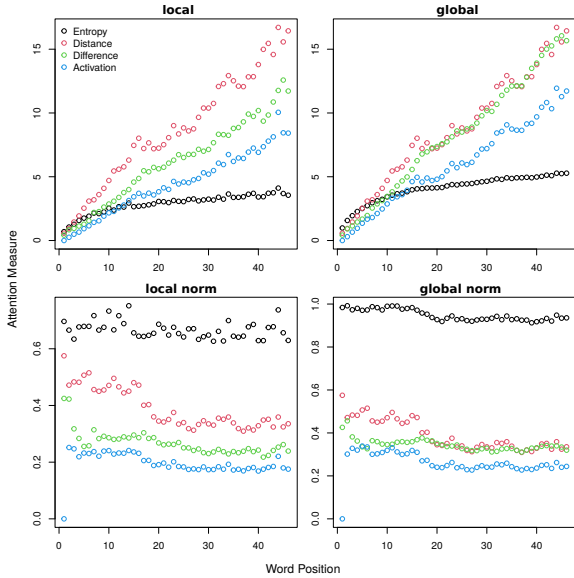 local
global
Entropy
Distance
Difference
Activation
15
10
5
0
15
10
5
0
0 10 20 30 40
0 10 20 30 40
Attention Measure
local norm
global norm
0.6
0.4
0.2
0.0
1.0
0.8
0.6
0.4
0.2
0.0
0 10 20 30 40
0 10 20 30 40
Word Position